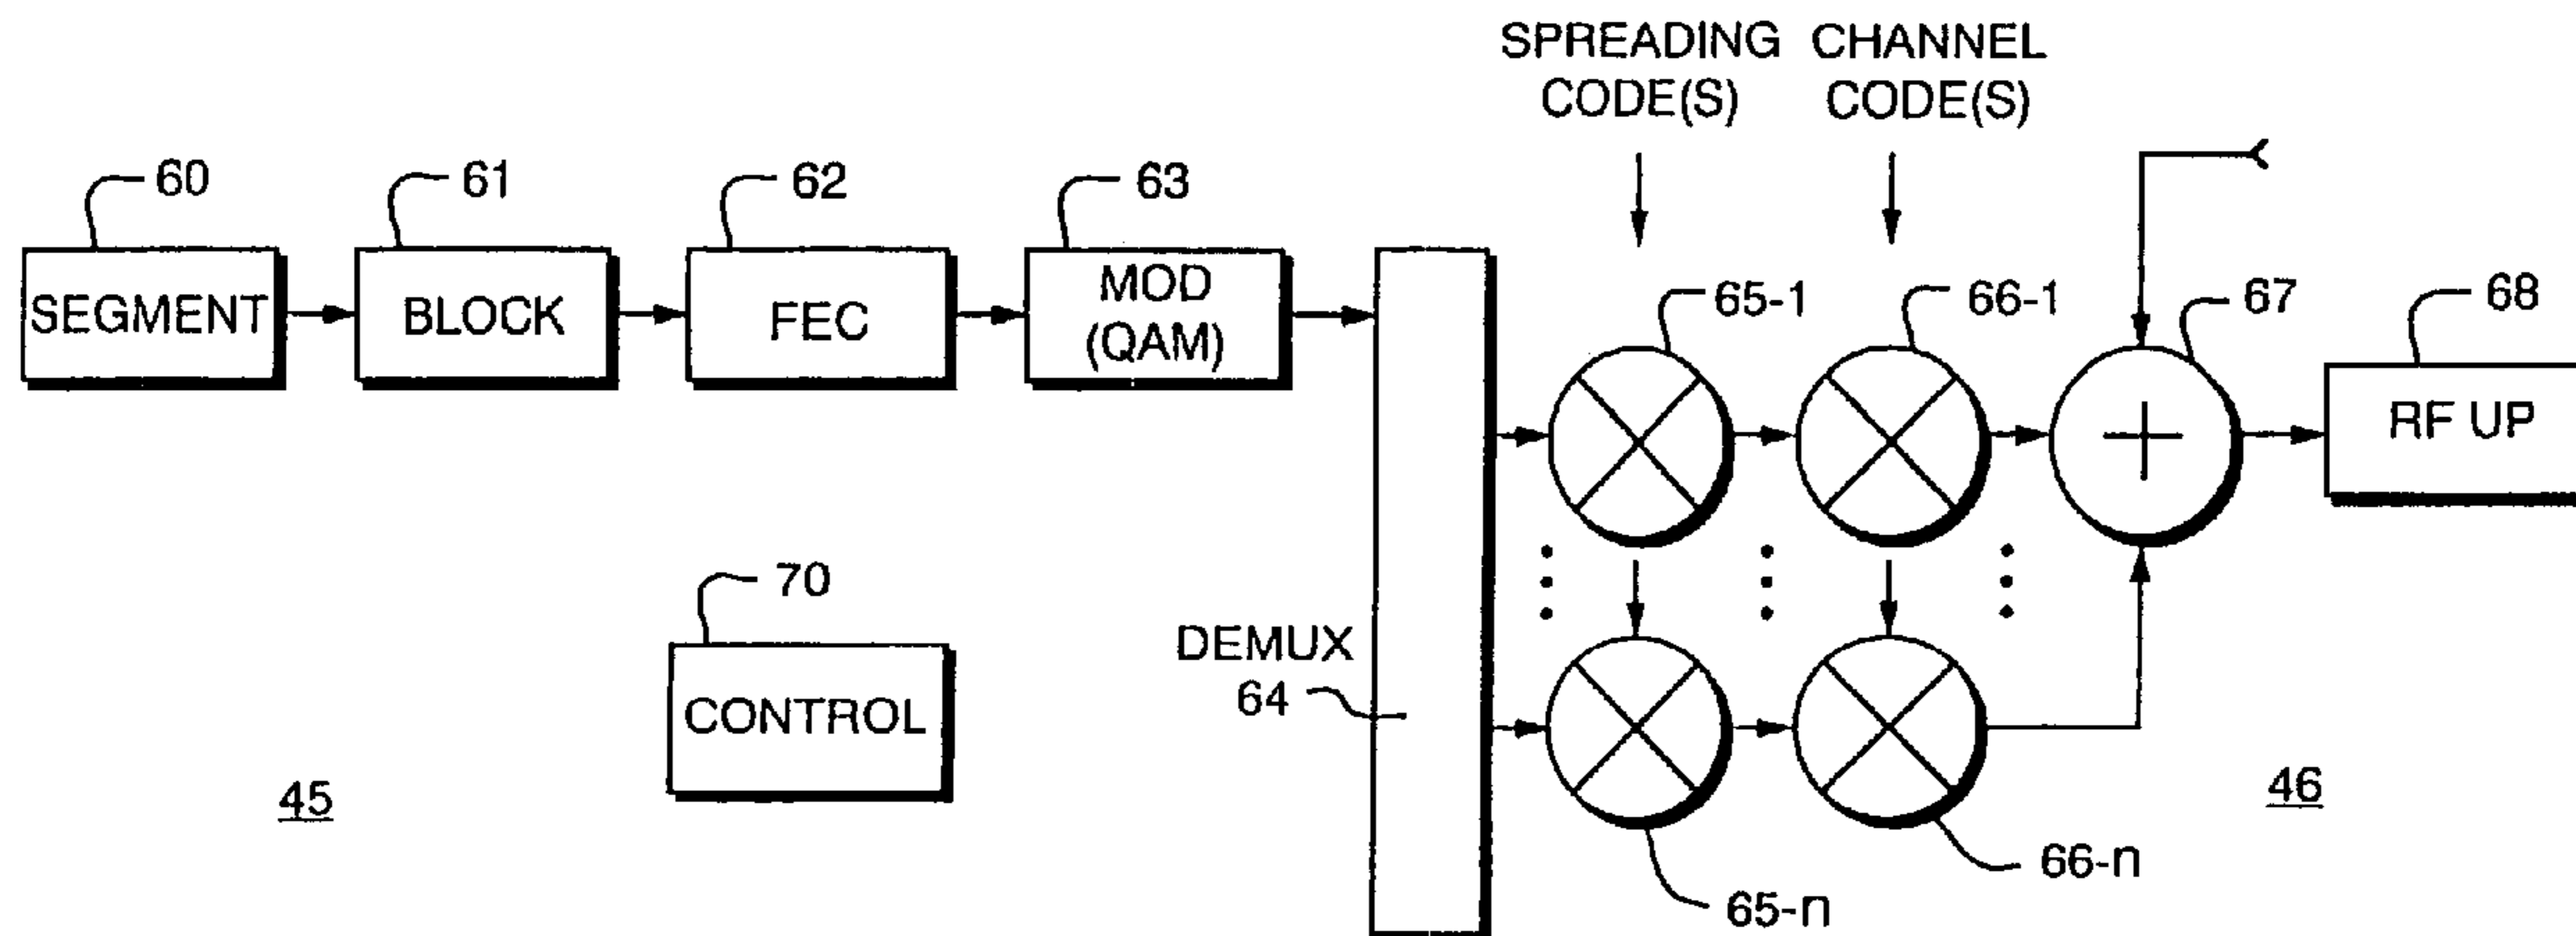 SPREADING CODE(S)
CHANNEL CODE(S)
60
61
62
63
SEGMENT
BLOCK
FEC
MOD
(QAM)
65-1
66-1
67
68
RF UP
70
CONTROL
DEMUX
64
45
46
66-n
65-n